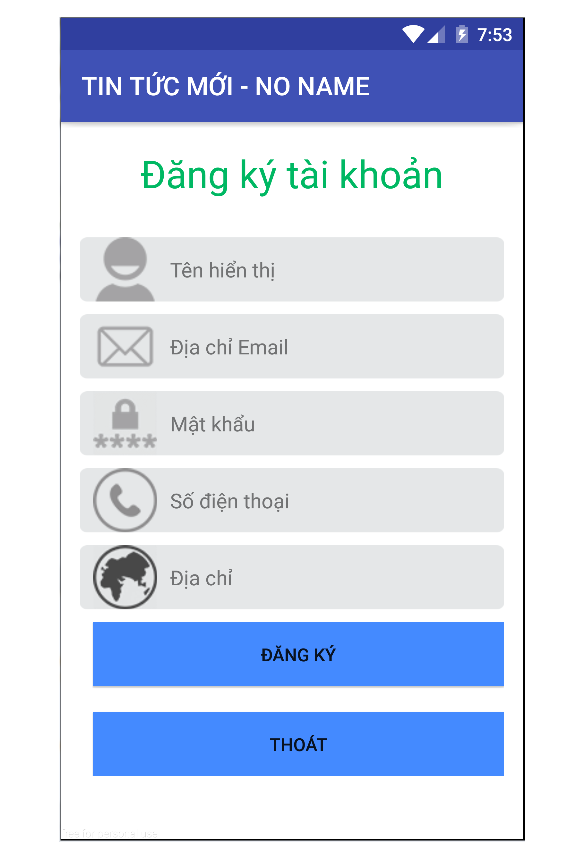 7:53
TIN TỨC MỚI - NO NAME
Đăng ký tài khoản
Tên hiển thị
Địa chỉ Email
Mật khẩu
****
Số điện thoại
Địa chỉ
ĐĂNG KÝ
THOÁT